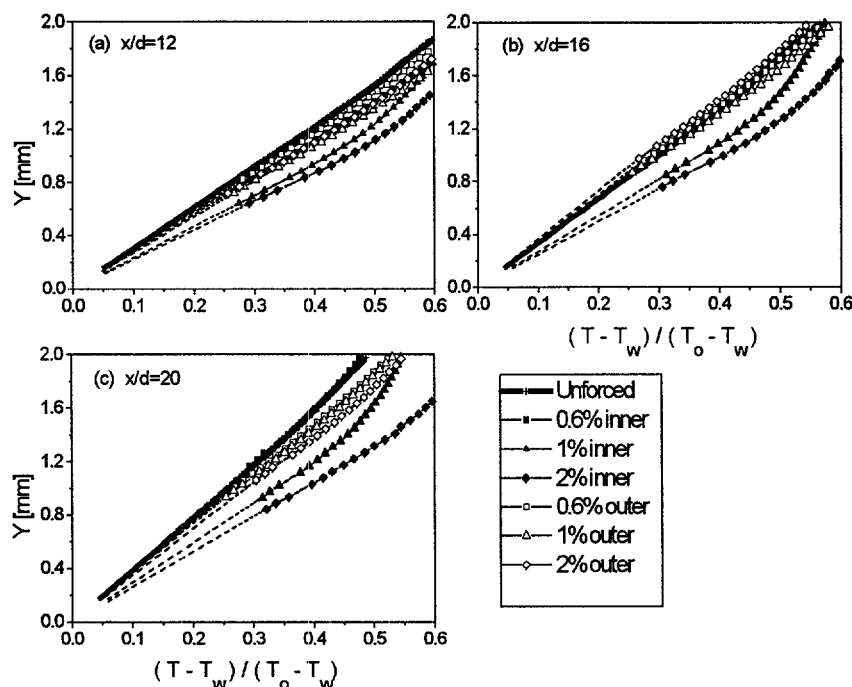 2.0
1.6
1.2
0.8
0.4
0.0
Y [mm]
(a) x/d=12
0.0 0.1 0.2 0.3 0.4 0.5 0.6
2.0
1.6
1.2
0.8
0.4
0.0
(b) x/d=16
0.0 0.1 0.2 0.3 0.4 0.5 0.6
(T - Tw) / (To - Tw)
2.0
1.6
1.2
0.8
0.4
0.0
Y [mm]
(c) x/d=20
0.0 0.1 0.2 0.3 0.4 0.5 0.6
(T - Tw) / (To - Tw)
Unforced
0.6% inner
1% inner
2% inner
0.6% outer
1% outer
2% outer